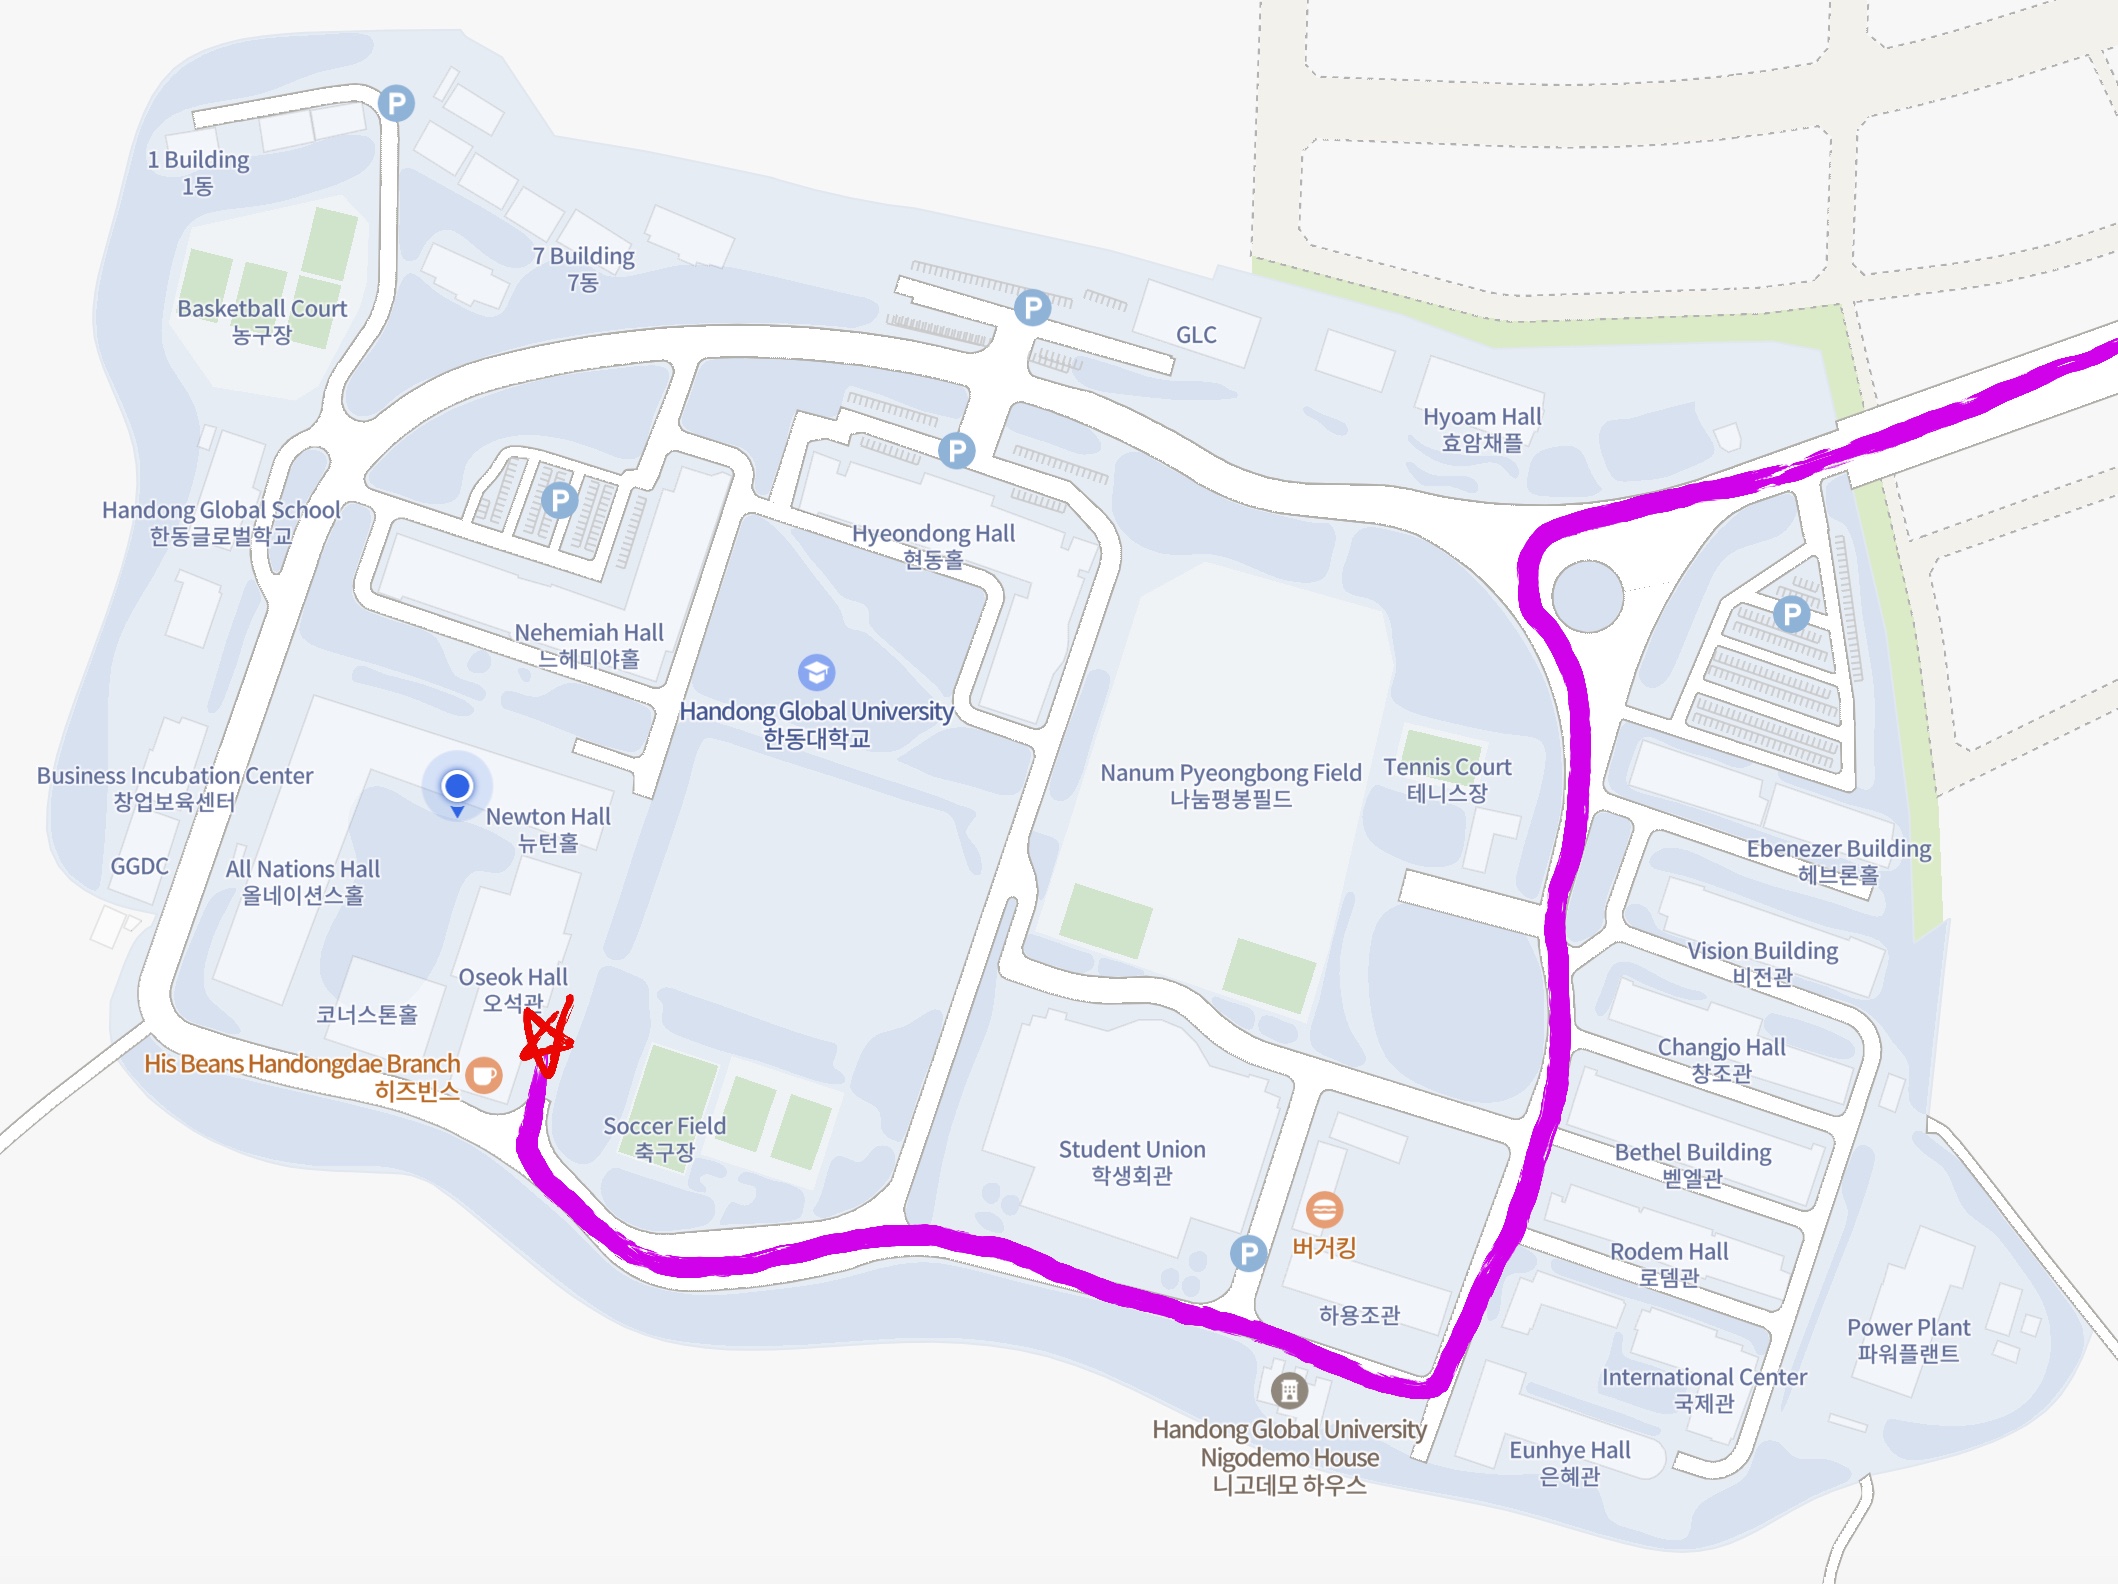 P
1 Building
1동
7 Building
7동
Basketball Court
농구장
P
GLC
Hyoam Hall
효암채플
P
P
Handong Global School
한동글로벌학교
Hyeondong Hall
현동홀
P
Nehemiah Hall
느헤미야홀
Handong Global University
한동대학교
Business Incubation Center
창업보육센터
Newton Hall
뉴턴홀
Nanum Pyeongbong Field
나눔평봉필드
Tennis Court
테니스장
GGDC
All Nations Hall
올네이션스홀
Ebenezer Building
헤브론홀
Vision Building
비전관
Oseok Hall
오석관
코너스톤홀
Changjo Hall
창조관
His Beans Handongdae Branch
히즈빈스
Soccer Field
축구장
Student Union
학생회관
Bethel Building
벧엘관
버거킹
P
Rodem Hall
로뎀관
하용조관
Power Plant
파워플랜트
International Center
국제관
Handong Global University
Nigodemo House
니고데모 하우스
Eunhye Hall
은혜관